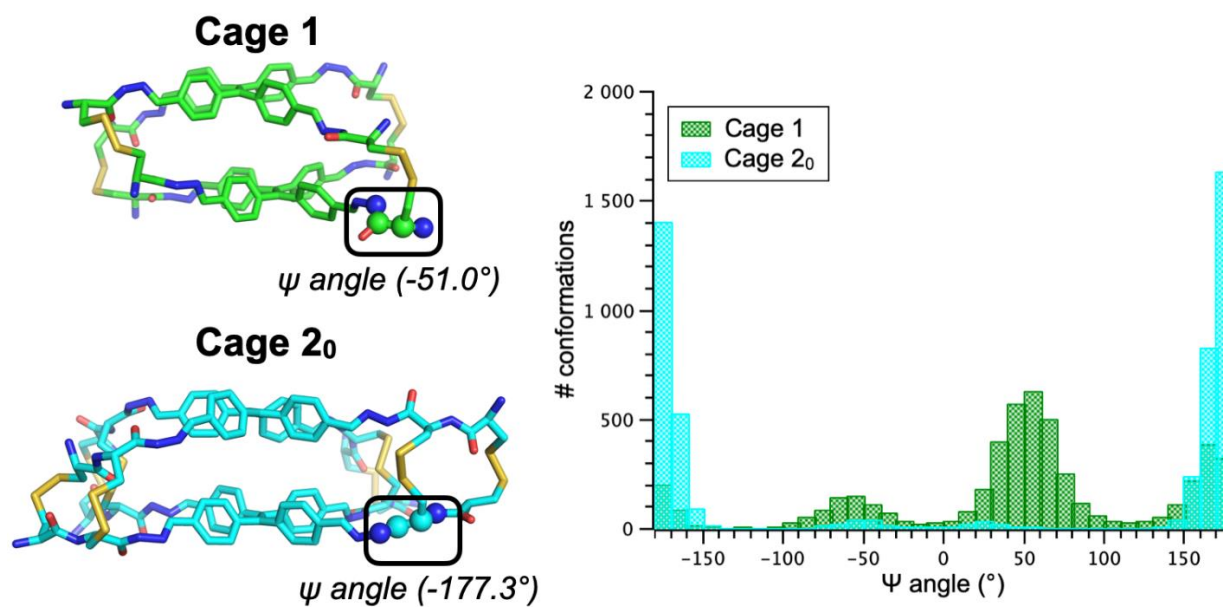 Cage 1
ψ angle (-51.0°)
Cage 2₀
ψ angle (-177.3°)
2 000
1 500
1 000
500
0
# conformations
Cage 1
Cage 2₀
-150
-100
-50
0
50
100
150
Ψ angle (°)